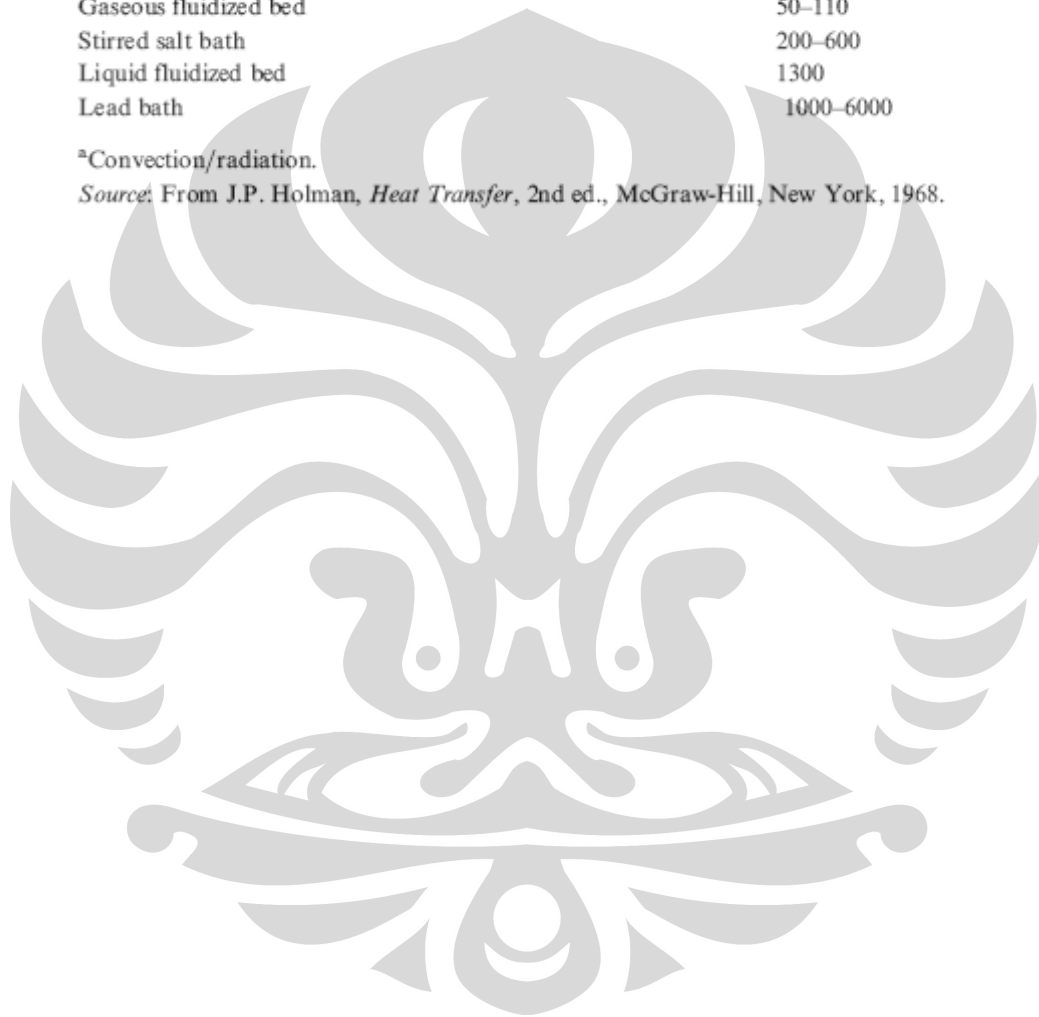 Gaseous fluidized bed 50–110
Stirred salt bath 200–600
Liquid fluidized bed 1300
Lead bath 1000–6000
ᵃConvection/radiation.
Source: From J.P. Holman, Heat Transfer, 2nd ed., McGraw-Hill, New York, 1968.